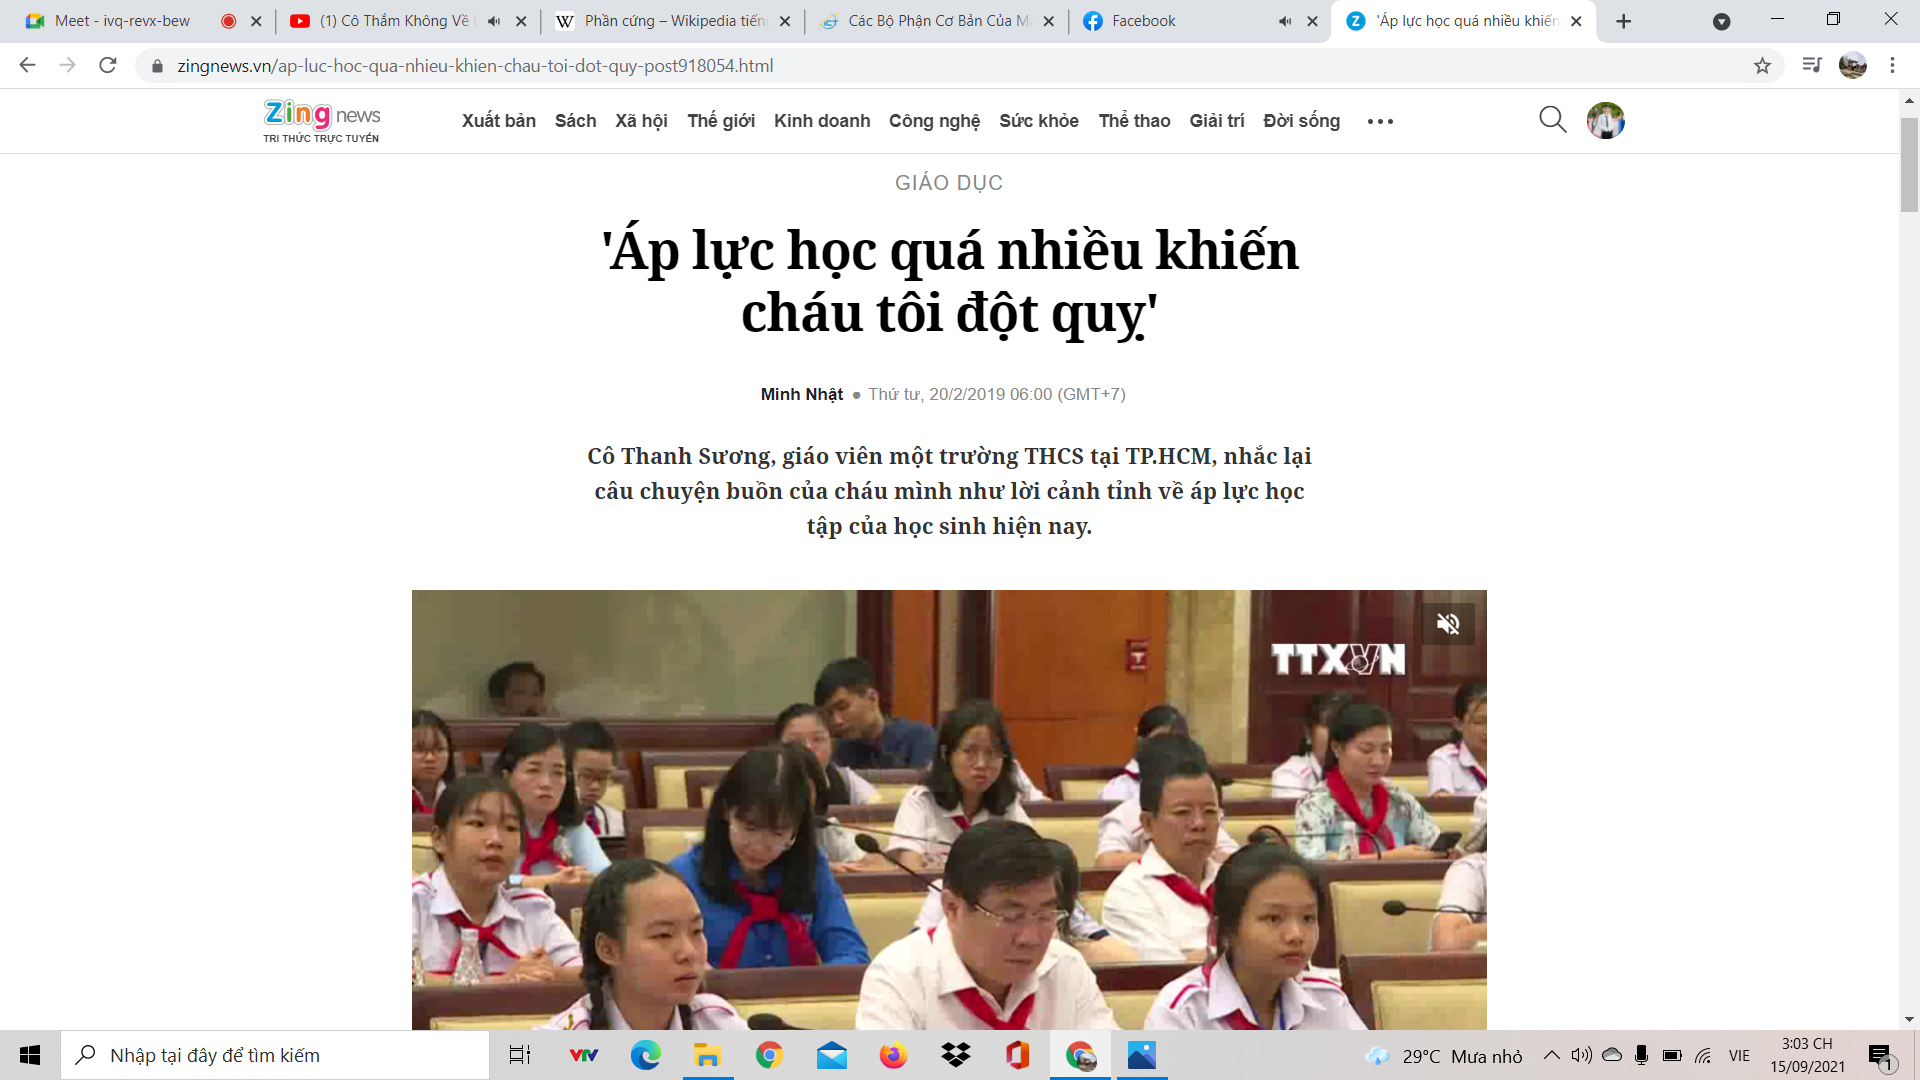 Meet - ivq-revx-bew
(1) Cô Thắm Không Về
Phần cứng – Wikipedia tiến
Các Bộ Phận Cơ Bản Của M
Facebook
'Áp lực học quá nhiều khiến
zingnews.vn/ap-luc-hoc-qua-nhieu-khien-chau-toi-dot-quy-post918054.html
Zing news
TRI THỨC TRỰC TUYẾN
Xuất bản Sách Xã hội Thế giới Kinh doanh Công nghệ Sức khỏe Thể thao Giải trí Đời sống
GIÁO DỤC
'Áp lực học quá nhiều khiến
cháu tôi đột quỵ'
Minh Nhật • Thứ tư, 20/2/2019 06:00 (GMT+7)
Cô Thanh Sương, giáo viên một trường THCS tại TP.HCM, nhắc lại
câu chuyện buồn của cháu mình như lời cảnh tỉnh về áp lực học
tập của học sinh hiện nay.
TTXVN
Nhập tại đây để tìm kiếm
VTV
29°C Mưa nhỏ
VIE
3:03 CH
15/09/2021
1